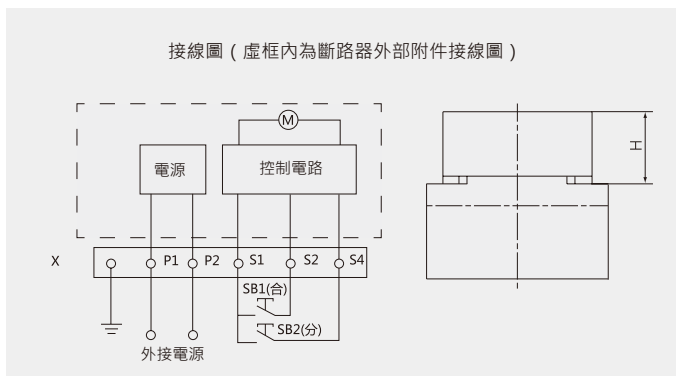 接線圖 ( 虛框內為斷路器外部附件接線圖 )
M
電源
控制電路
H
X
P1 P2 S1 S2 S4
SB1(合)
SB2(分)
外接電源